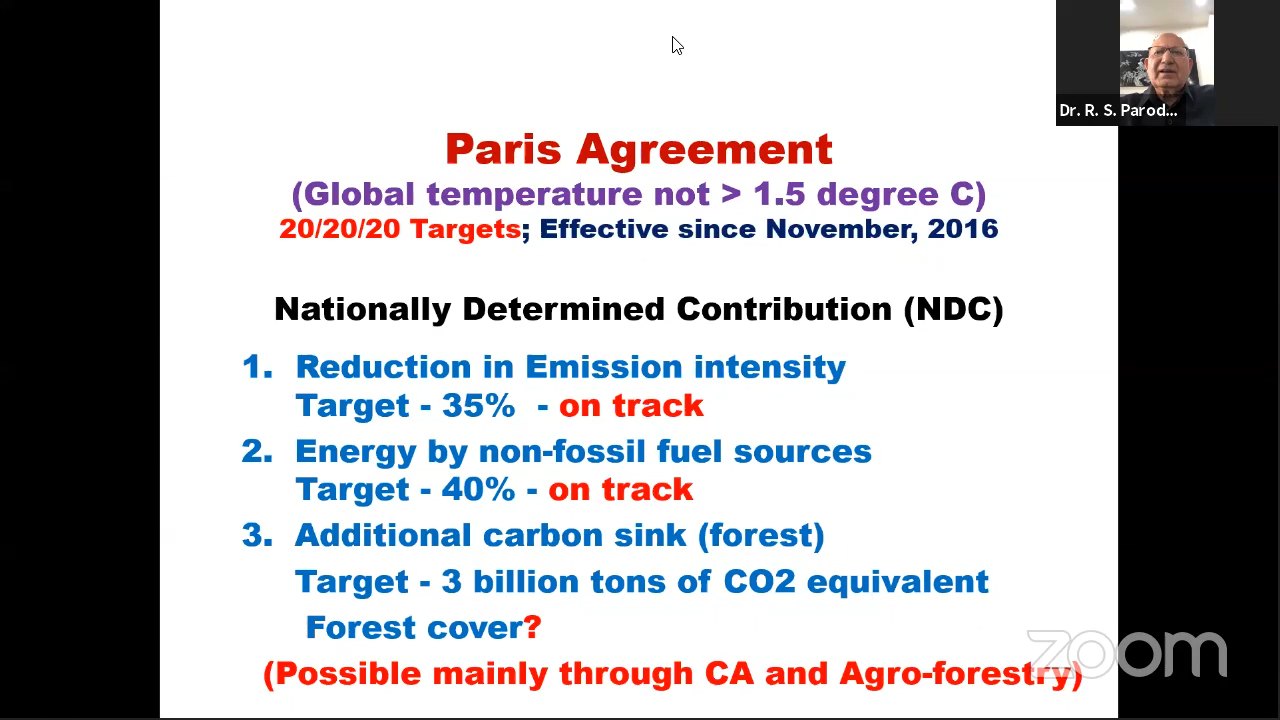 Dr. R. S. Parod...
Paris Agreement
(Global temperature not > 1.5 degree C)
20/20/20 Targets; Effective since November, 2016
Nationally Determined Contribution (NDC)
1. Reduction in Emission intensity
Target - 35% - on track
2. Energy by non-fossil fuel sources
Target - 40% - on track
3. Additional carbon sink (forest)
Target - 3 billion tons of CO2 equivalent
Forest cover?
(Possible mainly through CA and Agro-forestry)
zoom